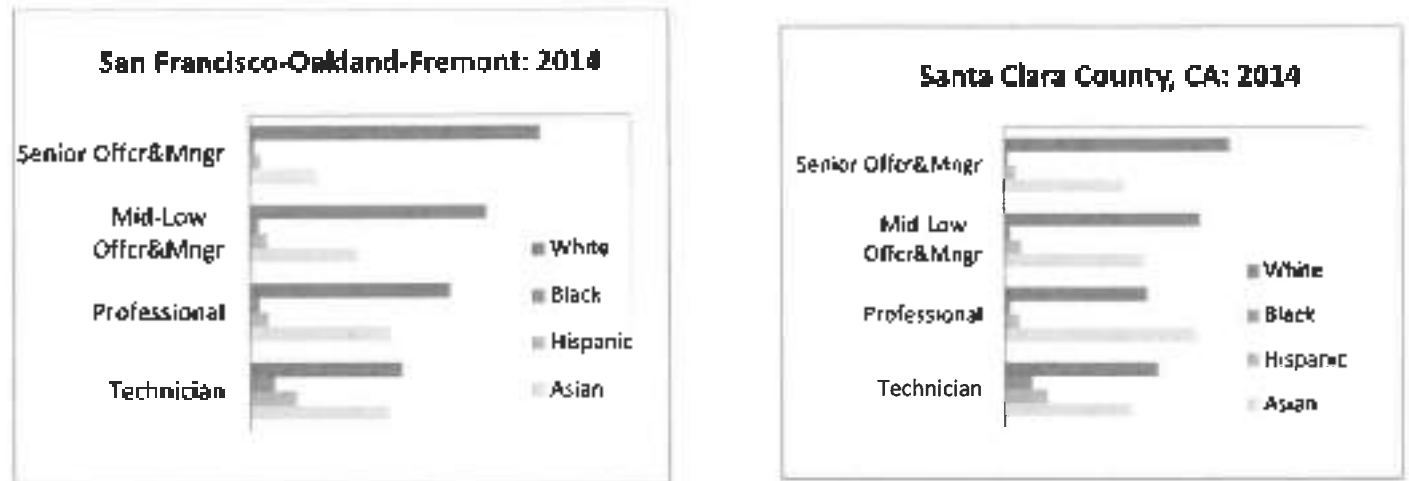 San Francisco-Oakland-Fremont: 2014
Senior Offcr&Mngr
Mid-Low
Offcr&Mngr
Professional
Technician
White
Black
Hispanic
Asian
Santa Clara County, CA: 2014
Senior Offcr&Mngr
Mid Low
Offcr&Mngr
Professional
Technician
White
Black
Hispanic
Asian